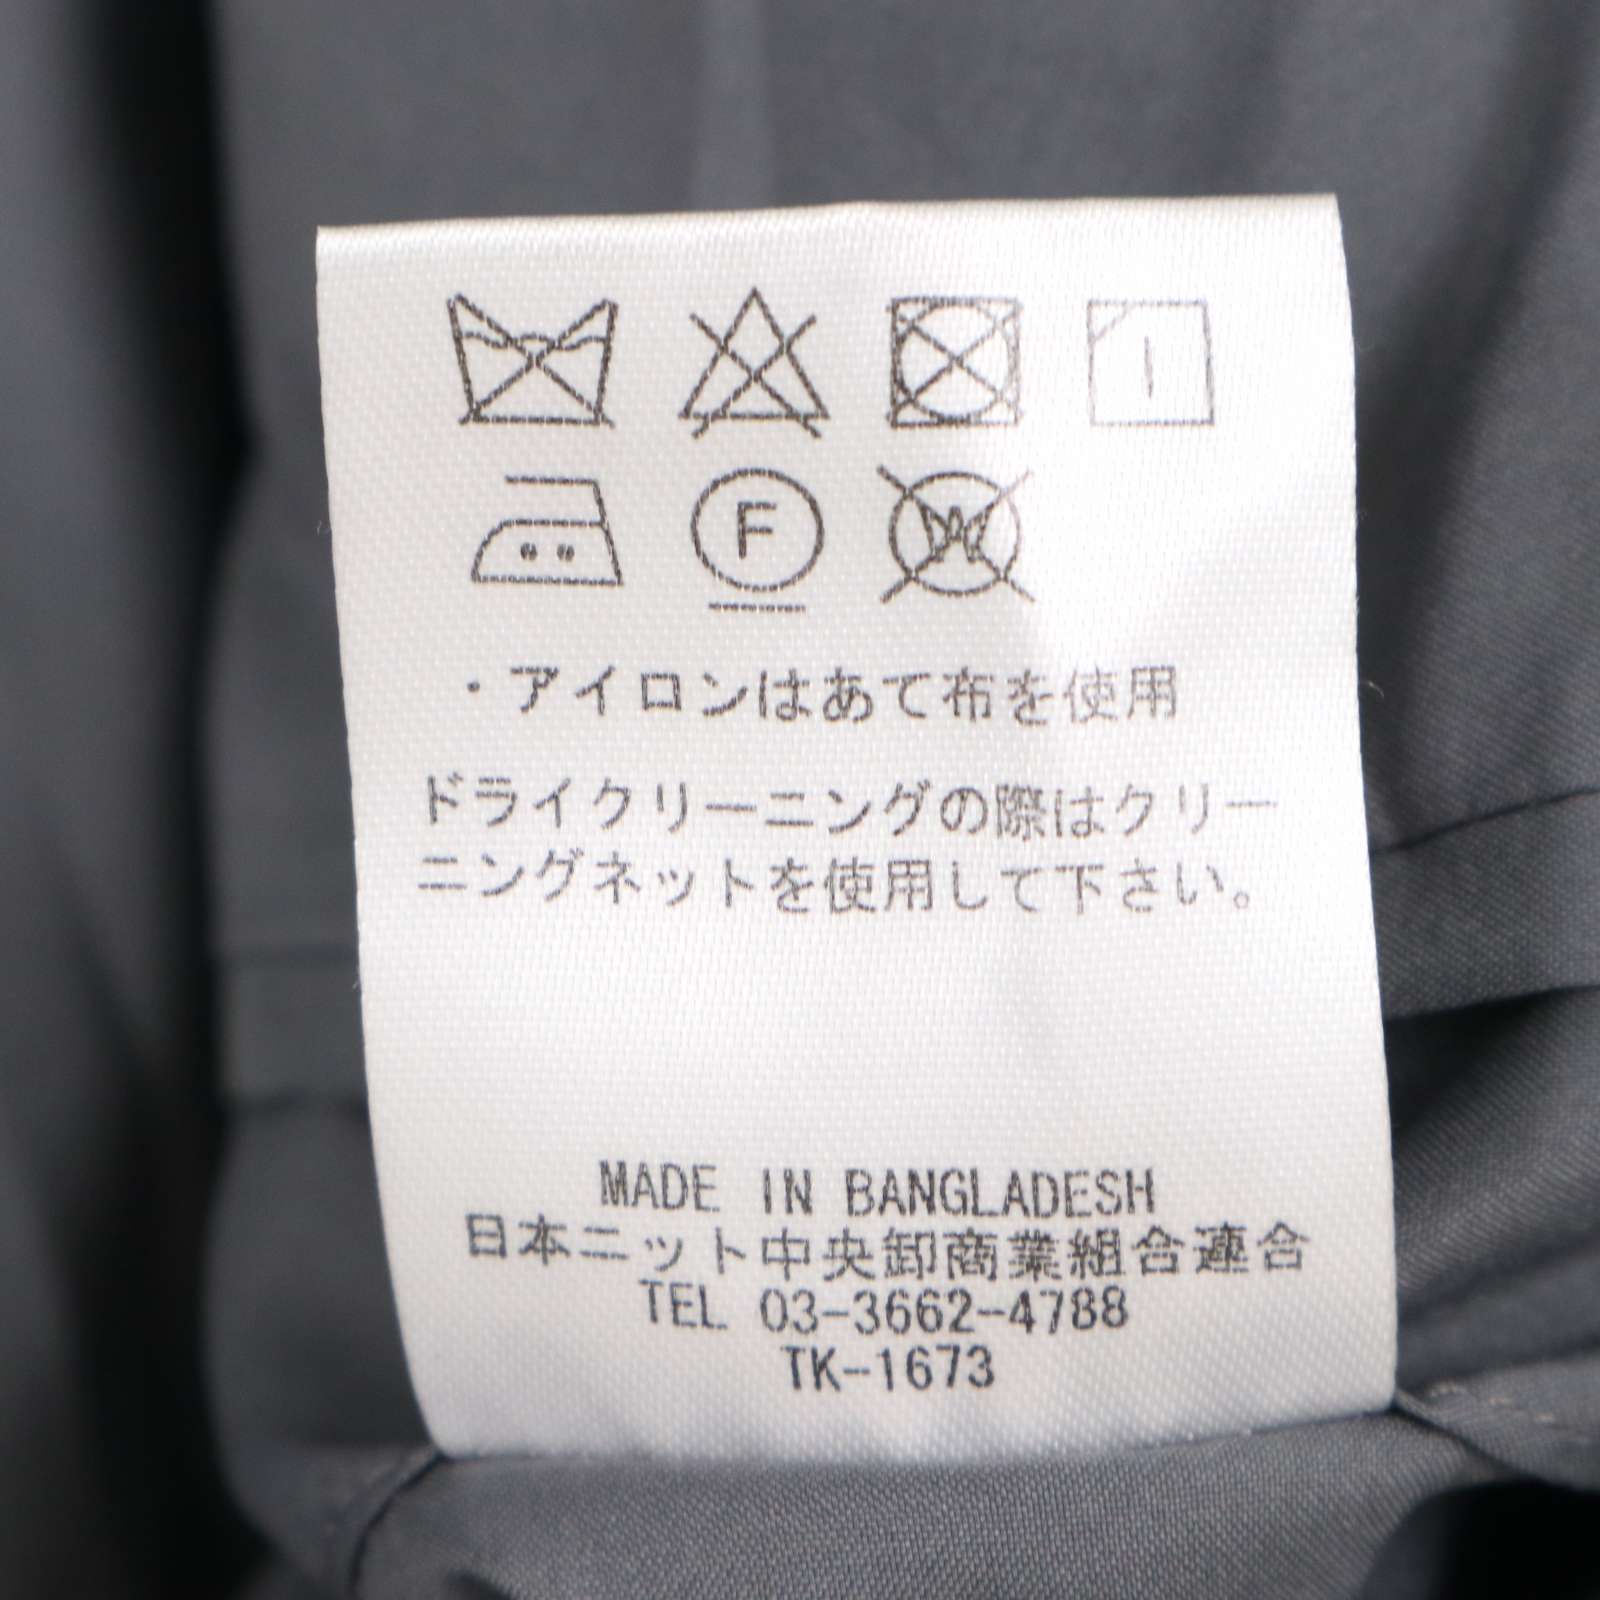 F
W
・アイロンはあて布を使用
ドライクリーニングの際はクリー
ニングネットを使用して下さい。
MADE IN BANGLADESH
日本ニット中央卸商業組合連合
TEL 03-3662-4788
TK-1673